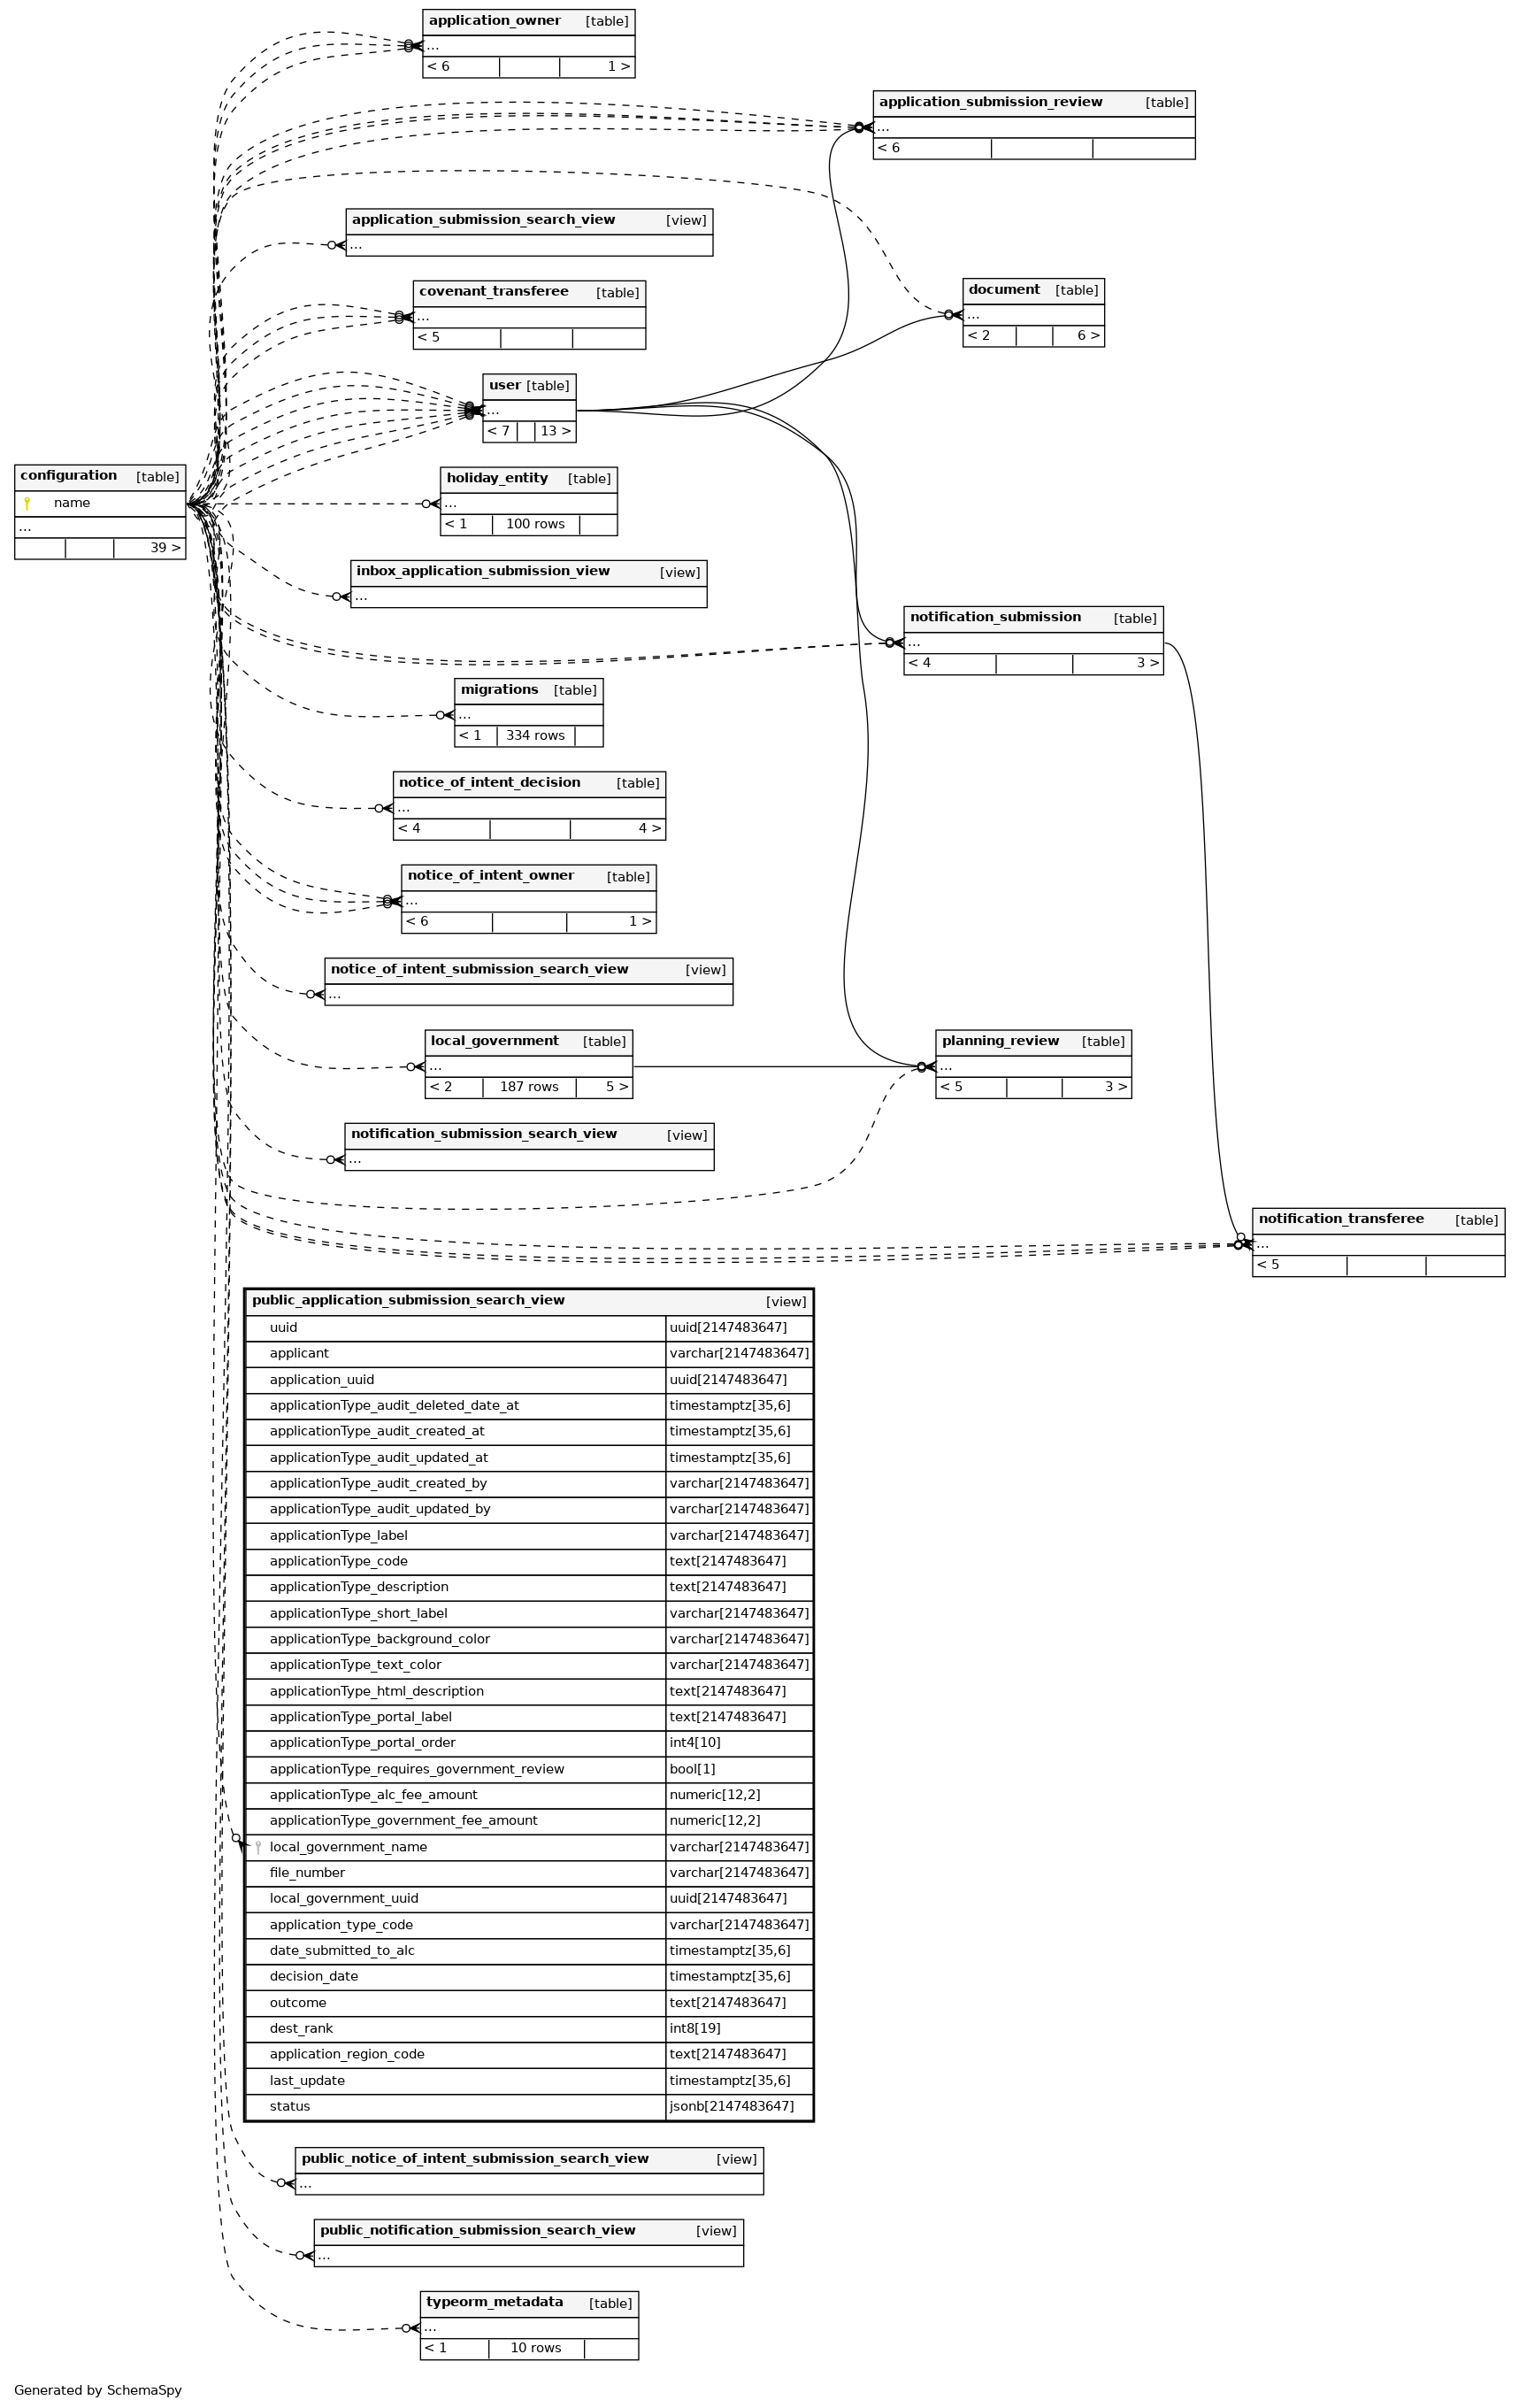 application_owner [table]
...
< 6 1 >
application_submission_review [table]
...
< 6
application_submission_search_view [view]
...
covenant_transferee [table]
...
< 5
document [table]
...
< 2 6 >
user [table]
...
< 7 13 >
configuration [table]
name
...
39 >
holiday_entity [table]
...
< 1 100 rows
inbox_application_submission_view [view]
...
notification_submission [table]
...
< 4 3 >
migrations [table]
...
< 1 334 rows
notice_of_intent_decision [table]
...
< 4 4 >
notice_of_intent_owner [table]
...
< 6 1 >
notice_of_intent_submission_search_view [view]
...
local_government [table]
...
< 2 187 rows 5 >
planning_review [table]
...
< 5 3 >
notification_submission_search_view [view]
...
notification_transferee [table]
...
< 5
public_application_submission_search_view [view]
uuid uuid[2147483647]
applicant varchar[2147483647]
application_uuid uuid[2147483647]
applicationType_audit_deleted_date_at timestamptz[35,6]
applicationType_audit_created_at timestamptz[35,6]
applicationType_audit_updated_at timestamptz[35,6]
applicationType_audit_created_by varchar[2147483647]
applicationType_audit_updated_by varchar[2147483647]
applicationType_label varchar[2147483647]
applicationType_code text[2147483647]
applicationType_description text[2147483647]
applicationType_short_label varchar[2147483647]
applicationType_background_color varchar[2147483647]
applicationType_text_color varchar[2147483647]
applicationType_html_description text[2147483647]
applicationType_portal_label text[2147483647]
applicationType_portal_order int4[10]
applicationType_requires_government_review bool[1]
applicationType_alc_fee_amount numeric[12,2]
applicationType_government_fee_amount numeric[12,2]
local_government_name varchar[2147483647]
file_number varchar[2147483647]
local_government_uuid uuid[2147483647]
application_type_code varchar[2147483647]
date_submitted_to_alc timestamptz[35,6]
decision_date timestamptz[35,6]
outcome text[2147483647]
dest_rank int8[19]
application_region_code text[2147483647]
last_update timestamptz[35,6]
status jsonb[2147483647]
public_notice_of_intent_submission_search_view [view]
...
public_notification_submission_search_view [view]
...
typeorm_metadata [table]
...
< 1 10 rows
Generated by SchemaSpy